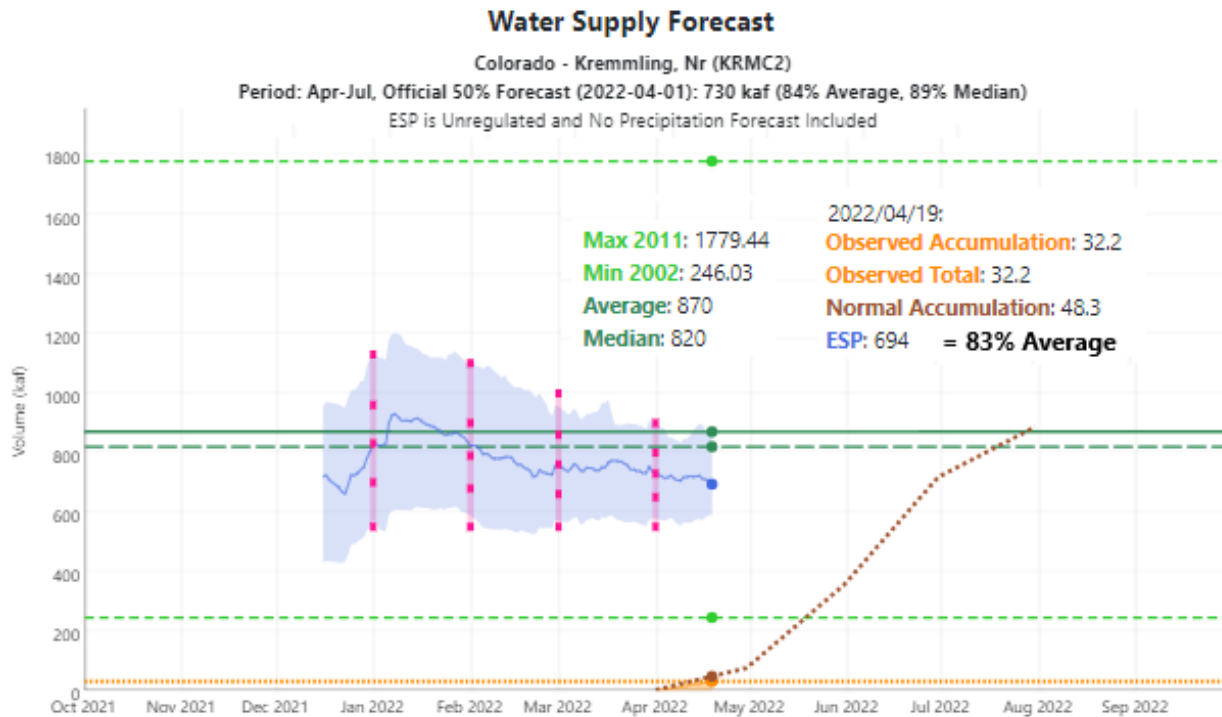 Water Supply Forecast
Colorado - Kremmling, Nr (KRMC2)
Period: Apr-Jul, Official 50% Forecast (2022-04-01): 730 kaf (84% Average, 89% Median)
ESP is Unregulated and No Precipitation Forecast Included
Volume (kaf)
1800
1600
1400
1200
1000
800
600
400
200
0
Max 2011: 1779.44
Min 2002: 246.03
Average: 870
Median: 820
2022/04/19:
Observed Accumulation: 32.2
Observed Total: 32.2
Normal Accumulation: 48.3
ESP: 694 = 83% Average
Oct 2021 Nov 2021 Dec 2021 Jan 2022 Feb 2022 Mar 2022 Apr 2022 May 2022 Jun 2022 Jul 2022 Aug 2022 Sep 2022